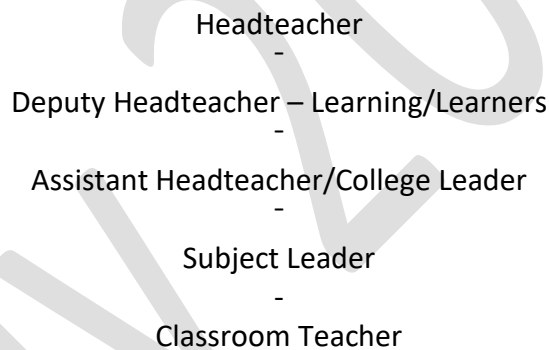 Headteacher
-
Deputy Headteacher – Learning/Learners
-
Assistant Headteacher/College Leader
-
Subject Leader
-
Classroom Teacher